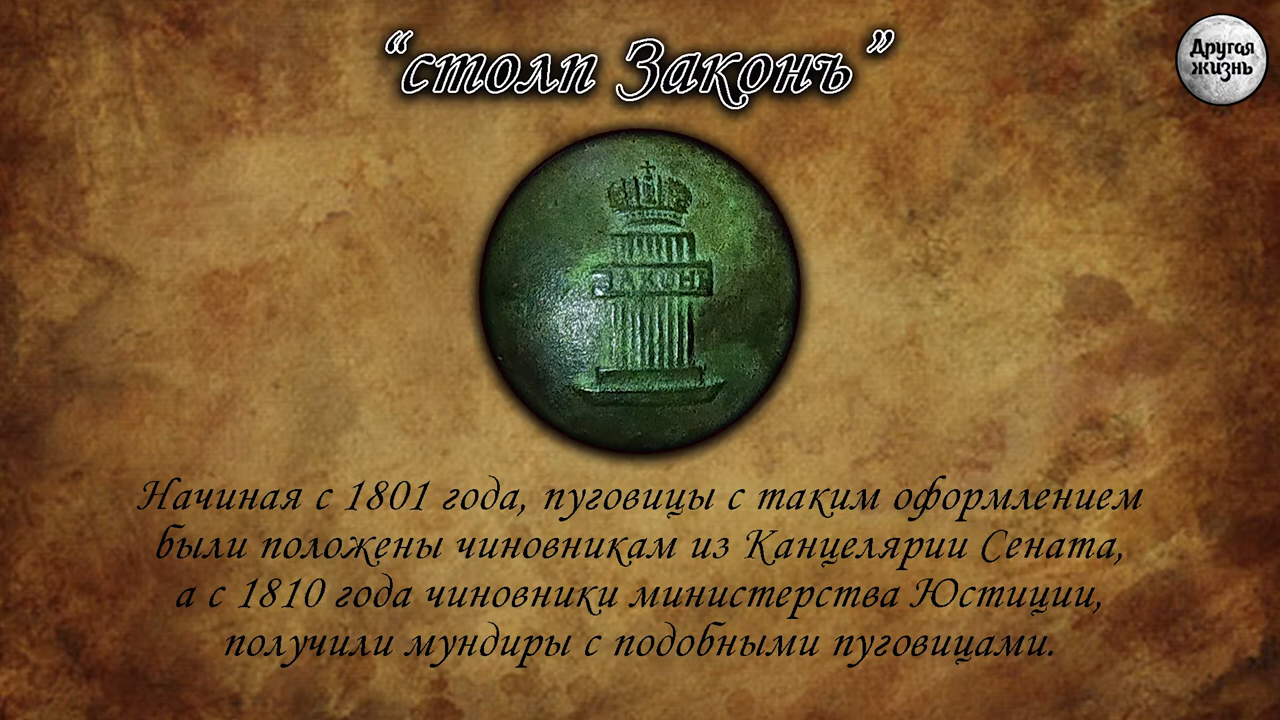 “столп Законъ”
Другая
жизнь
ЗАКОНЪ
Начиная с 1801 года, пуговицы с таким оформлением
были положены чиновникам из Канцелярии Сената,
а с 1810 года чиновники министерства Юстиции,
получили мундиры с подобными пуговицами.